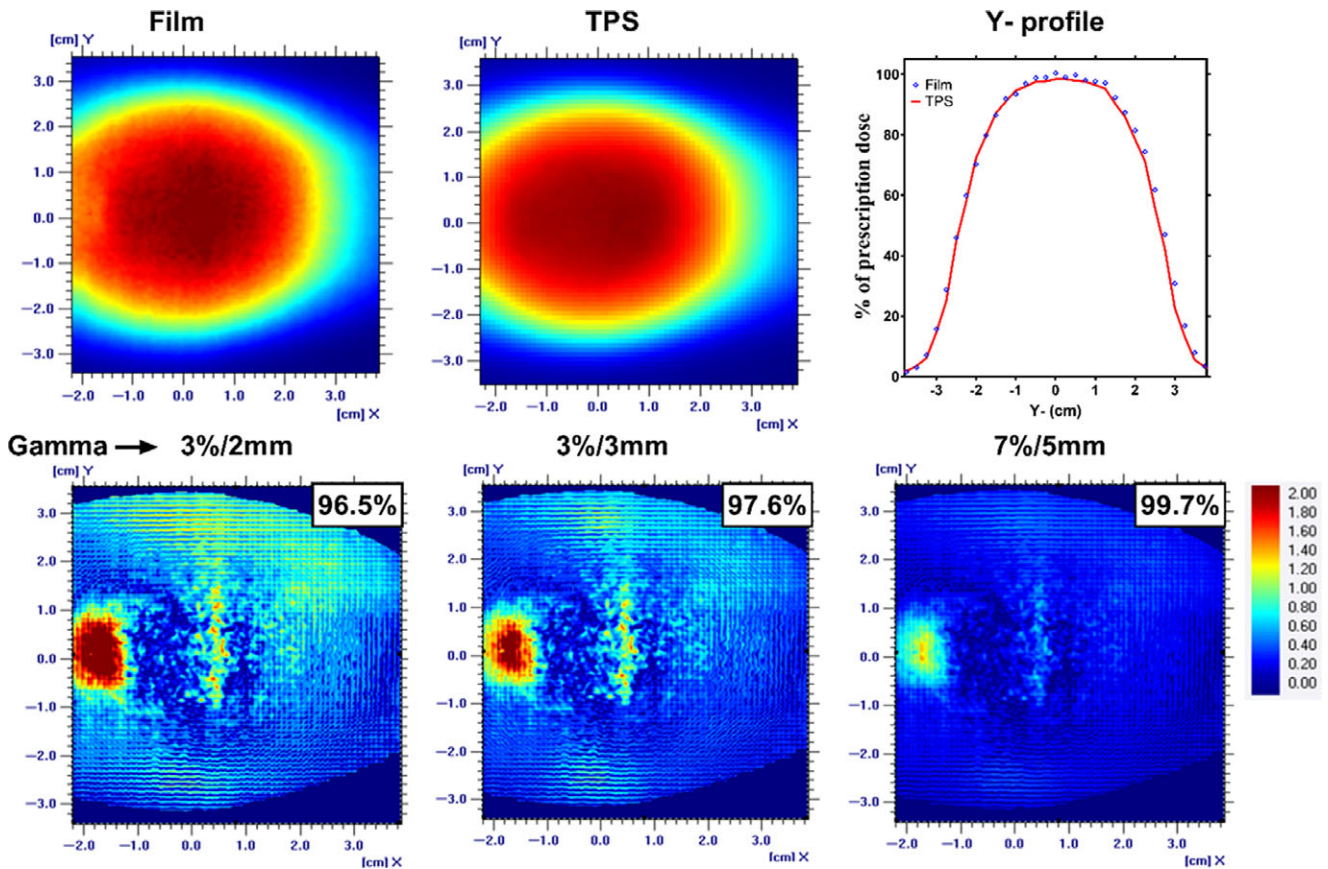 Film
TPS
Y- profile
[cm] Y
3.0
2.0
1.0
0.0
−1.0
−2.0
−3.0
−2.0 −1.0 0.0 1.0 2.0 3.0
[cm] X
[cm] Y
3.0
2.0
1.0
0.0
−1.0
−2.0
−3.0
−2.0 −1.0 0.0 1.0 2.0 3.0
[cm] X
% of prescription dose
100
80
60
40
20
0
Film
TPS
-3 -2 -1 0 1 2 3
Y- (cm)
Gamma → 3%/2mm
3%/3mm
7%/5mm
[cm] Y
96.5%
3.0
2.0
1.0
0.0
−1.0
−2.0
−3.0
−2.0 −1.0 0.0 1.0 2.0 3.0
[cm] X
[cm] Y
97.6%
3.0
2.0
1.0
0.0
−1.0
−2.0
−3.0
−2.0 −1.0 0.0 1.0 2.0 3.0
[cm] X
[cm] Y
99.7%
3.0
2.0
1.0
0.0
−1.0
−2.0
−3.0
−2.0 −1.0 0.0 1.0 2.0 3.0
[cm] X
2.00
1.80
1.60
1.40
1.20
1.00
0.80
0.60
0.40
0.20
0.00